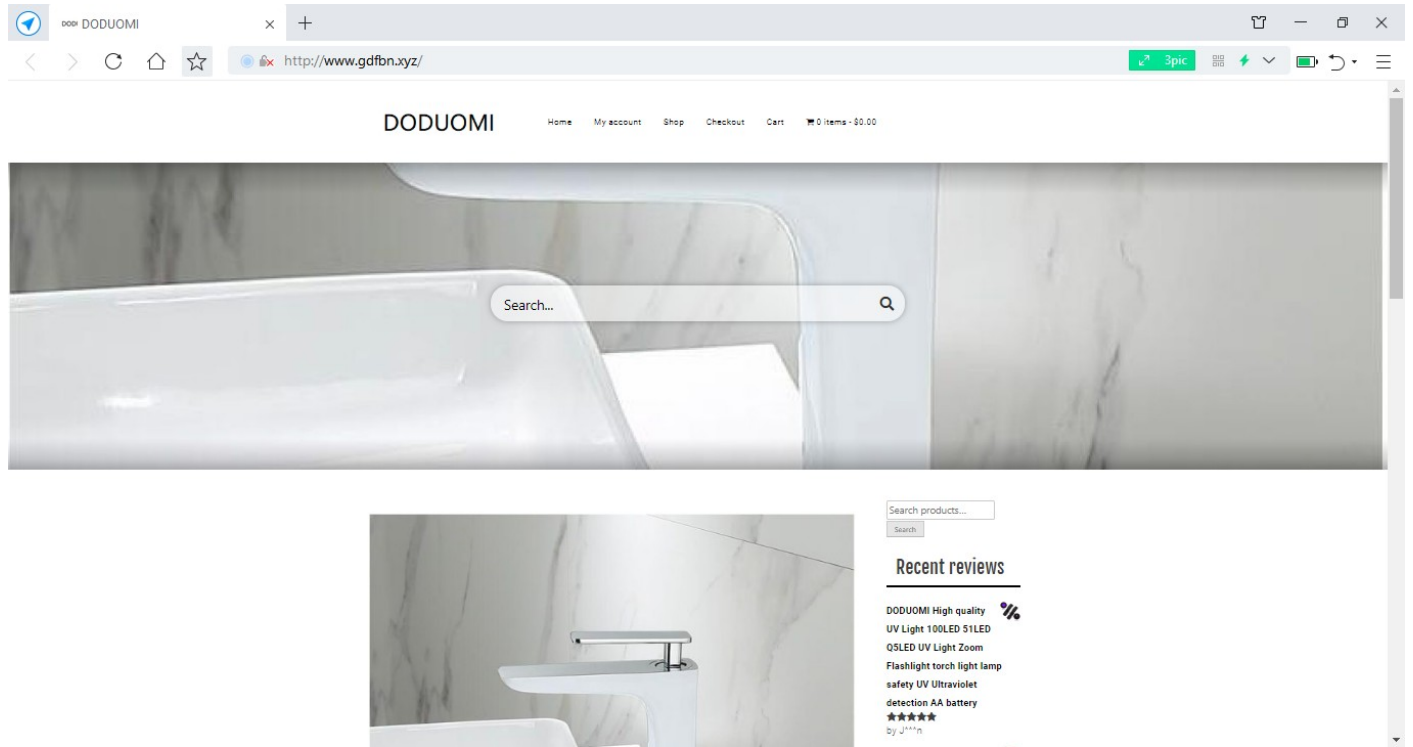 DODUOMI
http://www.gdfbn.xyz/
3pic
DODUOMI
Home My account Shop Checkout Cart 0 items - $0.00
Search...
Search products...
Search
Recent reviews
DODUOMI High quality
UV Light 100LED 51LED
Q5LED UV Light Zoom
Flashlight torch light lamp
safety UV Ultraviolet
detection AA battery
by J***n